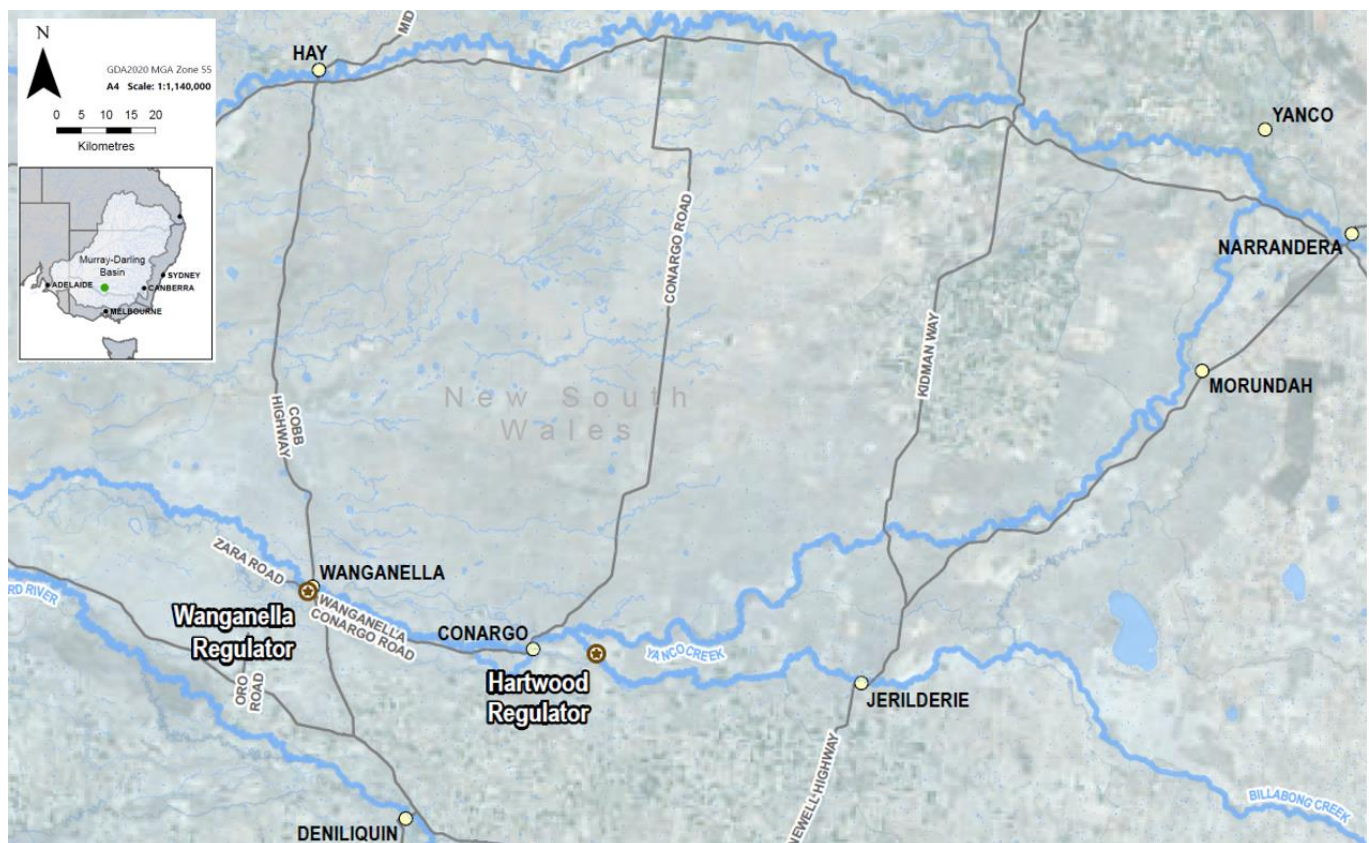 N
GDA2020 MGA Zone 55
A4 Scale: 1:1,140,000
0 5 10 15 20
Kilometres
Murray-Darling
Basin
SYDNEY
ADELAIDE
CANBERRA
MELBOURNE
HAY
MID
YANCO
NARRANDERA
CONARGO ROAD
KIDMAN WAY
MORUNDAH
COBB
HIGHWAY
New South
Wales
ZARA ROAD
WANGANELLA
WANGANELLA
CONARGO ROAD
Wanganella
Regulator
RD RIVER
ORO
ROAD
CONARGO
YANCO CREEK
Hartwood
Regulator
JERILDERIE
NEWELL HIGHWAY
BILLABONG CREEK
DENILIQUIN